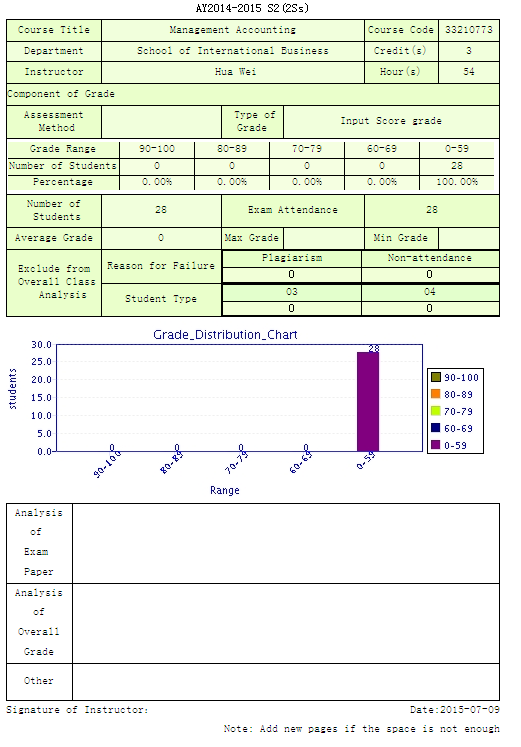 AY2014-2015 S2(2Ss)
Course Title Management Accounting Course Code 33210773
Department School of International Business Credit(s) 3
Instructor Hua Wei Hour(s) 54
Component of Grade
Assessment Method Type of Grade Input Score grade
Grade Range 90-100 80-89 70-79 60-69 0-59
Number of Students 0 0 0 0 28
Percentage 0.00% 0.00% 0.00% 0.00% 100.00%
Number of Students 28 Exam Attendance 28
Average Grade 0 Max Grade Min Grade
Exclude from Overall Class Analysis
Reason for Failure Plagiarism Non-attendance
0 0
Student Type 03 04
0 0
Grade_Distribution_Chart
students
30.0
25.0
20.0
15.0
10.0
5.0
0.0
0 0 0 0 28
90-100 80-89 70-79 60-69 0-59
Range
90-100
80-89
70-79
60-69
0-59
Analysis
of
Exam
Paper
Analysis
of
Overall
Grade
Other
Signature of Instructor: Date:2015-07-09
Note: Add new pages if the space is not enough